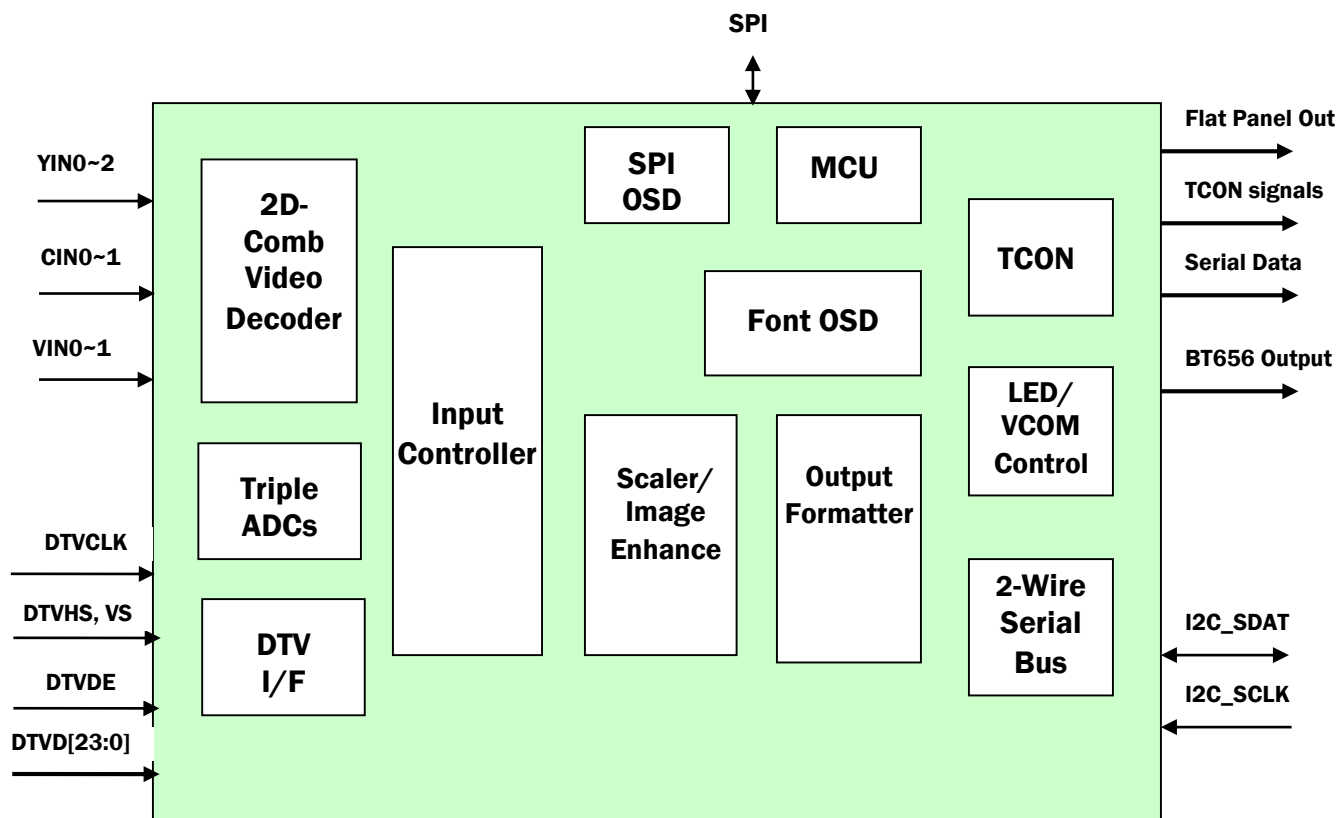 SPI
YIN0~2
CIN0~1
VIN0~1
DTVCLK
DTVHS, VS
DTVDE
DTVD[23:0]
2D-
Comb
Video
Decoder
Triple
ADCs
DTV
I/F
Input
Controller
SPI
OSD
MCU
Font OSD
Scaler/
Image
Enhance
Output
Formatter
TCON
LED/
VCOM
Control
2-Wire
Serial
Bus
Flat Panel Out
TCON signals
Serial Data
BT656 Output
I2C_SDAT
I2C_SCLK